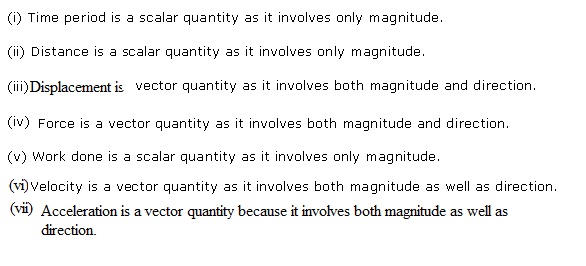 (i) Time period is a scalar quantity as it involves only magnitude.
(ii) Distance is a scalar quantity as it involves only magnitude.
(iii) Displacement is vector quantity as it involves both magnitude and direction.
(iv) Force is a vector quantity as it involves both magnitude and direction.
(v) Work done is a scalar quantity as it involves only magnitude.
(vi) Velocity is a vector quantity as it involves both magnitude as well as direction.
(vii) Acceleration is a vector quantity because it involves both magnitude as well as
direction.